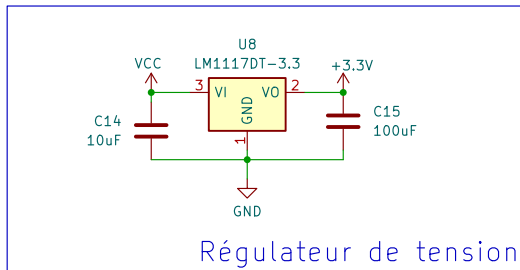 U8
LM1117DT-3.3
VCC
+3.3V
3 VI VO 2
GND
1
C14
10uF
C15
100uF
GND
Régulateur de tension